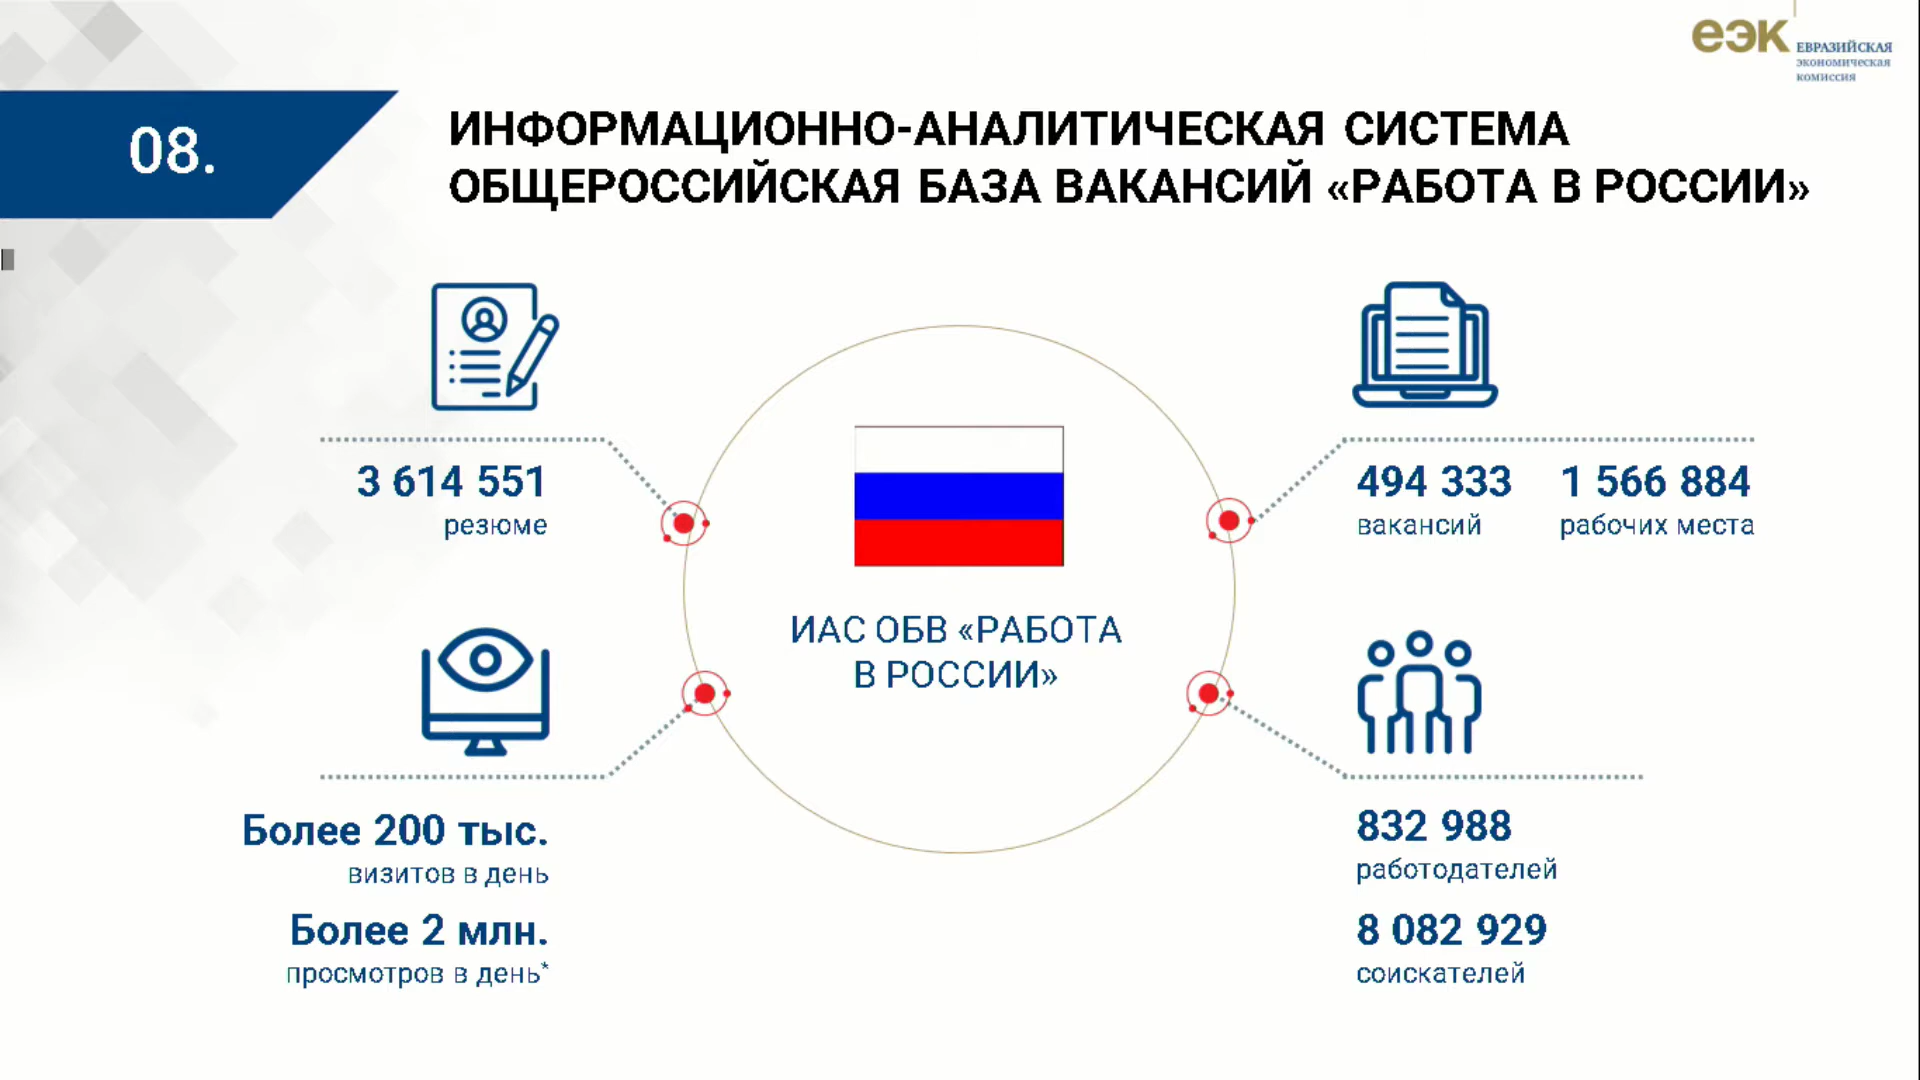 еэк
ЕВРАЗИЙСКАЯ
экономическая
комиссия
08.
ИНФОРМАЦИОННО-АНАЛИТИЧЕСКАЯ СИСТЕМА
ОБЩЕРОССИЙСКАЯ БАЗА ВАКАНСИЙ «РАБОТА В РОССИИ»
3 614 551
резюме
494 333
вакансий
1 566 884
рабочих места
ИАС ОБВ «РАБОТА
В РОССИИ»
Более 200 тыс.
визитов в день
Более 2 млн.
просмотров в день*
832 988
работодателей
8 082 929
соискателей